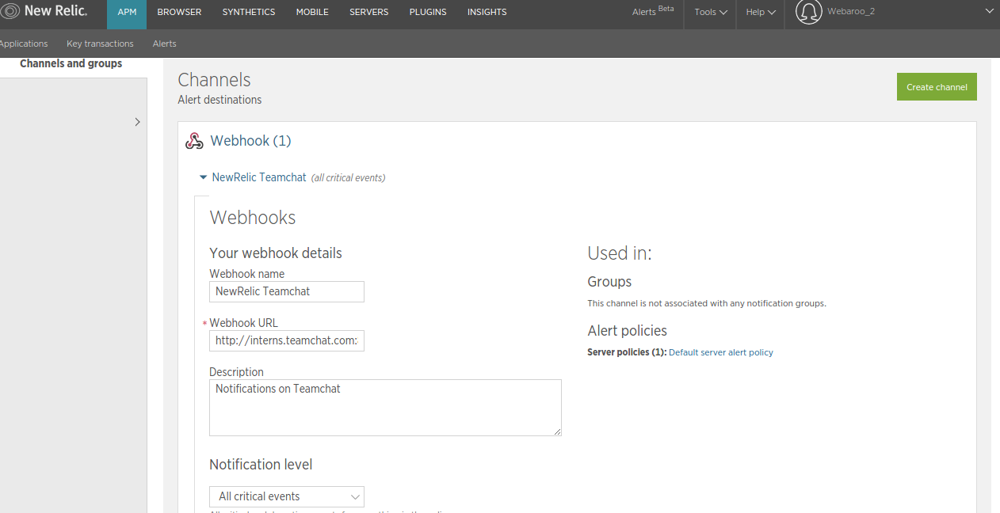 New Relic. APM BROWSER SYNTHETICS MOBILE SERVERS PLUGINS INSIGHTS Alerts Beta Tools Help Webaroo_2
Applications Key transactions Alerts
Channels and groups
Channels
Alert destinations
Create channel
Webhook (1)
NewRelic Teamchat (all critical events)
Webhooks
Your webhook details
Webhook name
NewRelic Teamchat
* Webhook URL
http://interns.teamchat.com:
Description
Notifications on Teamchat
Notification level
All critical events
Used in:
Groups
This channel is not associated with any notification groups.
Alert policies
Server policies (1): Default server alert policy